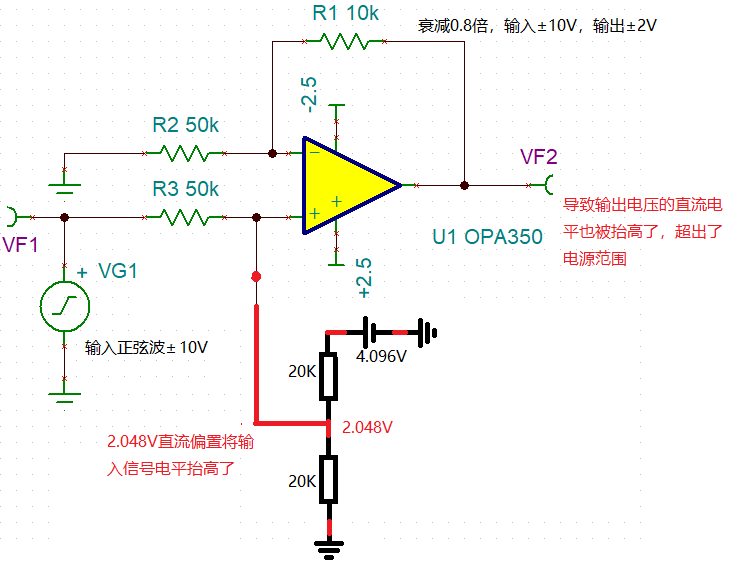 R1 10k
衰减0.8倍，输入±10V，输出±2V
-2.5
R2 50k
VF2
R3 50k
导致输出电压的直流电
平也被抬高了，超出了
电源范围
U1 OPA350
VF1
+ VG1
+2.5
输入正弦波± 10V
4.096V
20K
2.048V
2.048V直流偏置将输
入信号电平抬高了
20K